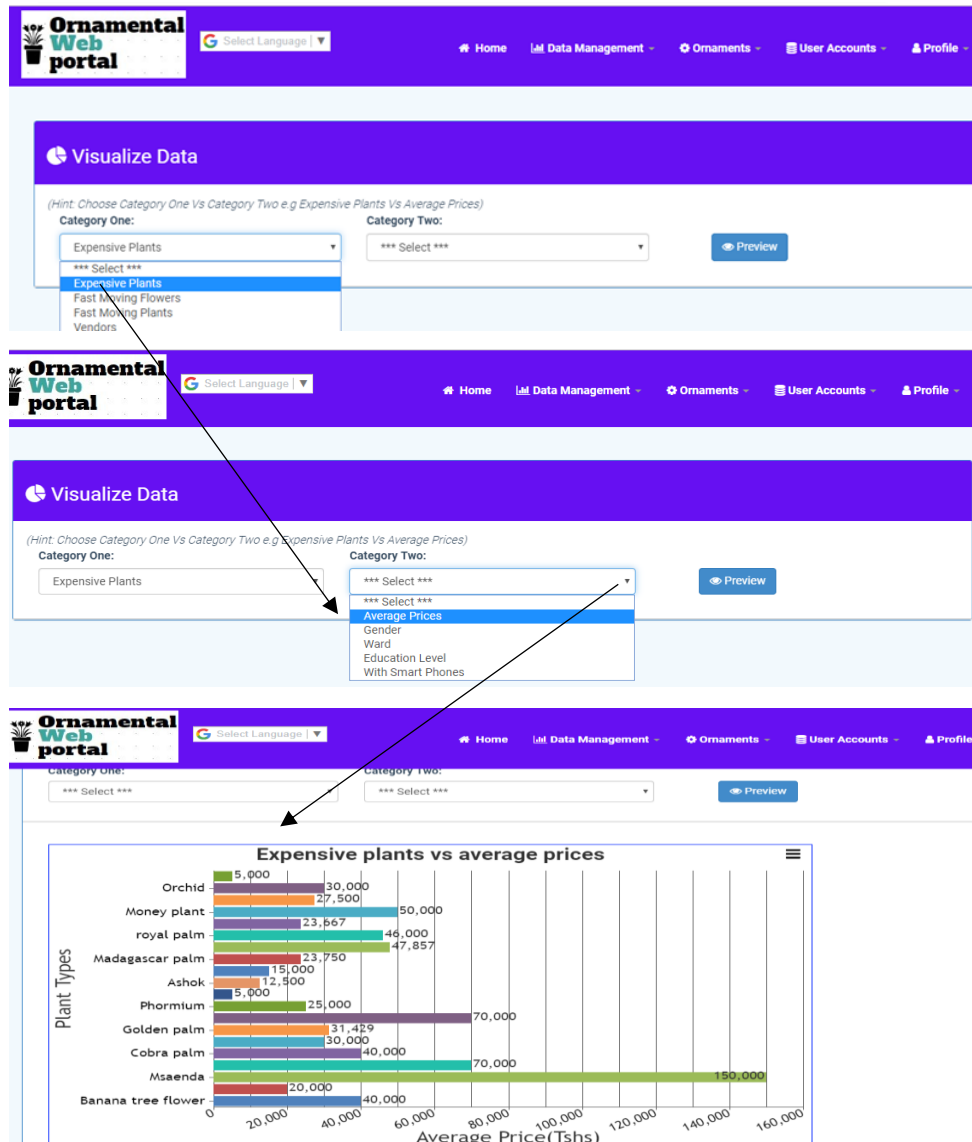 Ornamental
Web
portal
G Select Language | ▼
Home
Data Management
Ornaments
User Accounts
Profile
Visualize Data
(Hint: Choose Category One Vs Category Two e.g Expensive Plants Vs Average Prices)
Category One:
Category Two:
Expensive Plants
*** Select ***
Preview
*** Select ***
Expensive Plants
Fast Moving Flowers
Fast Moving Plants
Vendors
Ornamental
Web
portal
G Select Language | ▼
Home
Data Management
Ornaments
User Accounts
Profile
Visualize Data
(Hint: Choose Category One Vs Category Two e.g Expensive Plants Vs Average Prices)
Category One:
Category Two:
Expensive Plants
*** Select ***
Preview
*** Select ***
Average Prices
Gender
Ward
Education Level
With Smart Phones
Ornamental
Web
portal
G Select Language | ▼
Home
Data Management
Ornaments
User Accounts
Profile
Category One:
Category Two:
*** Select ***
*** Select ***
Preview
Expensive plants vs average prices
Plant Types
5,000
Orchid
30,000
27,500
Money plant
50,000
23,667
royal palm
46,000
47,857
Madagascar palm
23,750
15,000
Ashok
12,500
5,000
Phormium
25,000
70,000
Golden palm
31,429
30,000
Cobra palm
40,000
70,000
Msaenda
150,000
20,000
Banana tree flower
40,000
0
20,000
40,000
60,000
80,000
100,000
120,000
140,000
160,000
Average Price(Tshs)